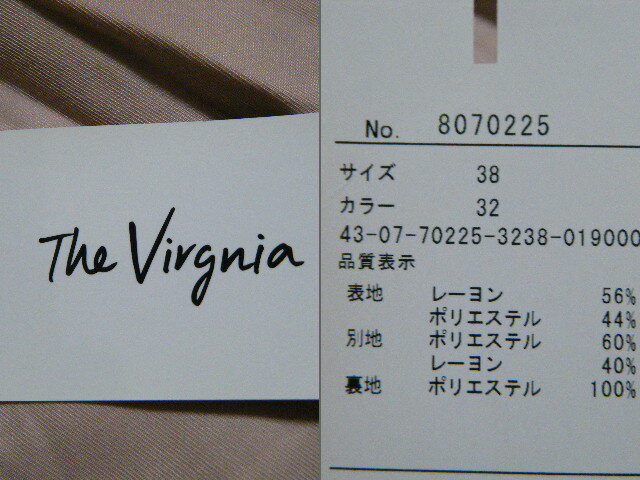 The Virgnia
No. 8070225
サイズ 38
カラー 32
43-07-70225-3238-019000
品質表示
表地 レーヨン 56%
ポリエステル 44%
別地 ポリエステル 60%
レーヨン 40%
裏地 ポリエステル 100%